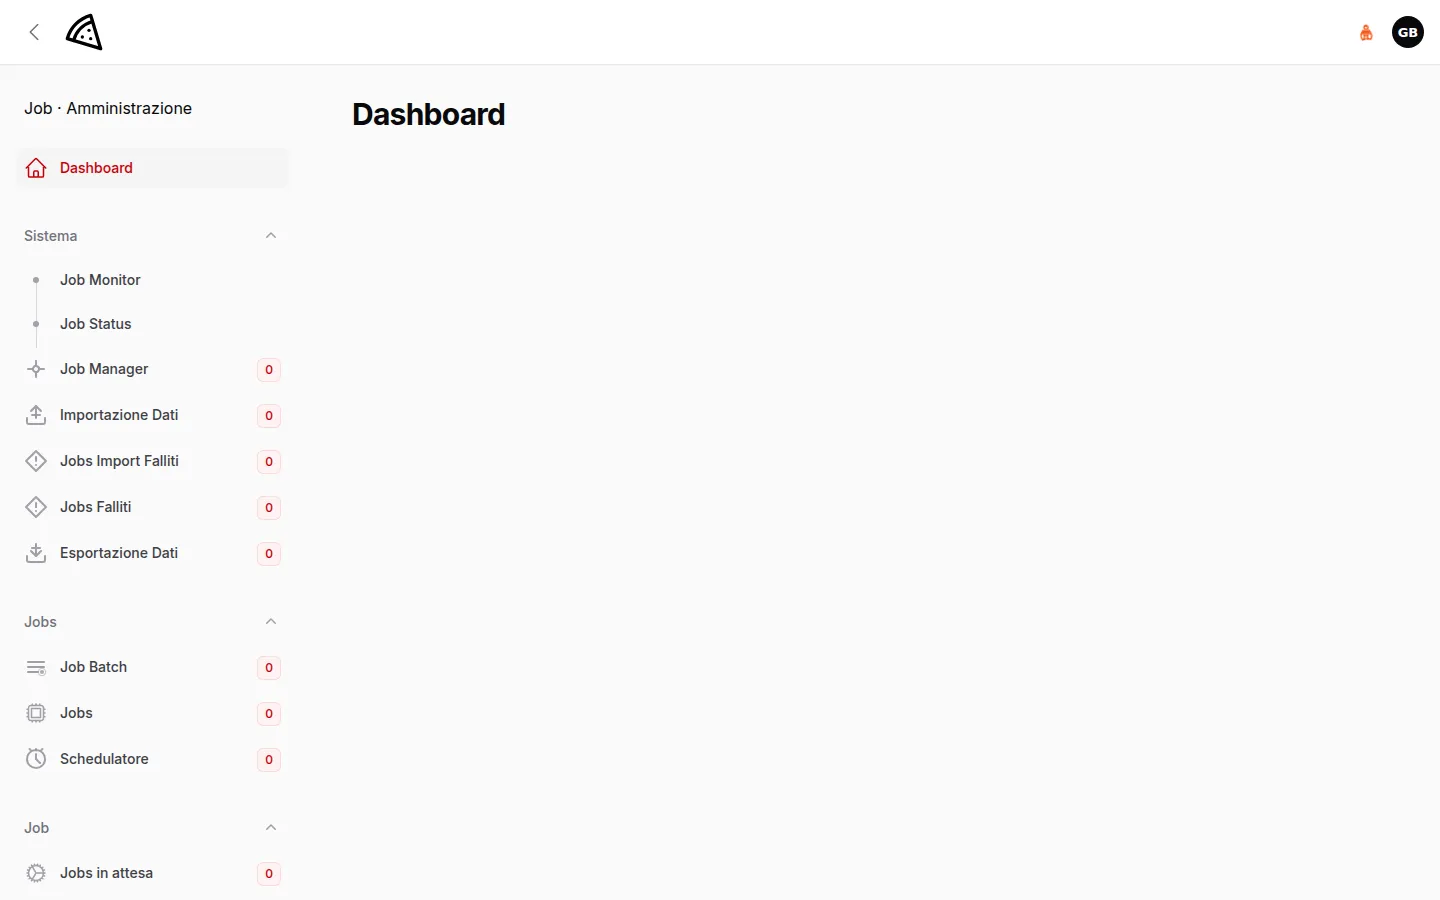 GB
Job · Amministrazione
Dashboard
Dashboard
Sistema
Job Monitor
Job Status
Job Manager 0
Importazione Dati 0
Jobs Import Falliti 0
Jobs Falliti 0
Esportazione Dati 0
Jobs
Job Batch 0
Jobs 0
Schedulatore 0
Job
Jobs in attesa 0